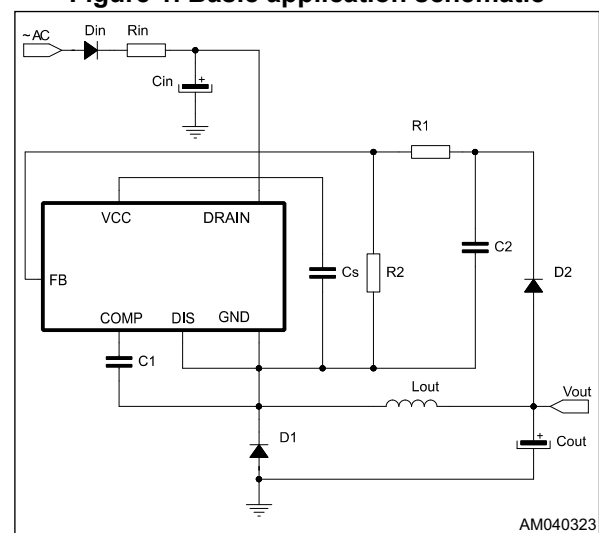 Figure 1. Basic application schematic
~AC
Din
Rin
Cin
+
R1
VCC
DRAIN
Cs
R2
C2
D2
FB
COMP
DIS
GND
C1
Lout
Vout
D1
+
Cout
AM040323